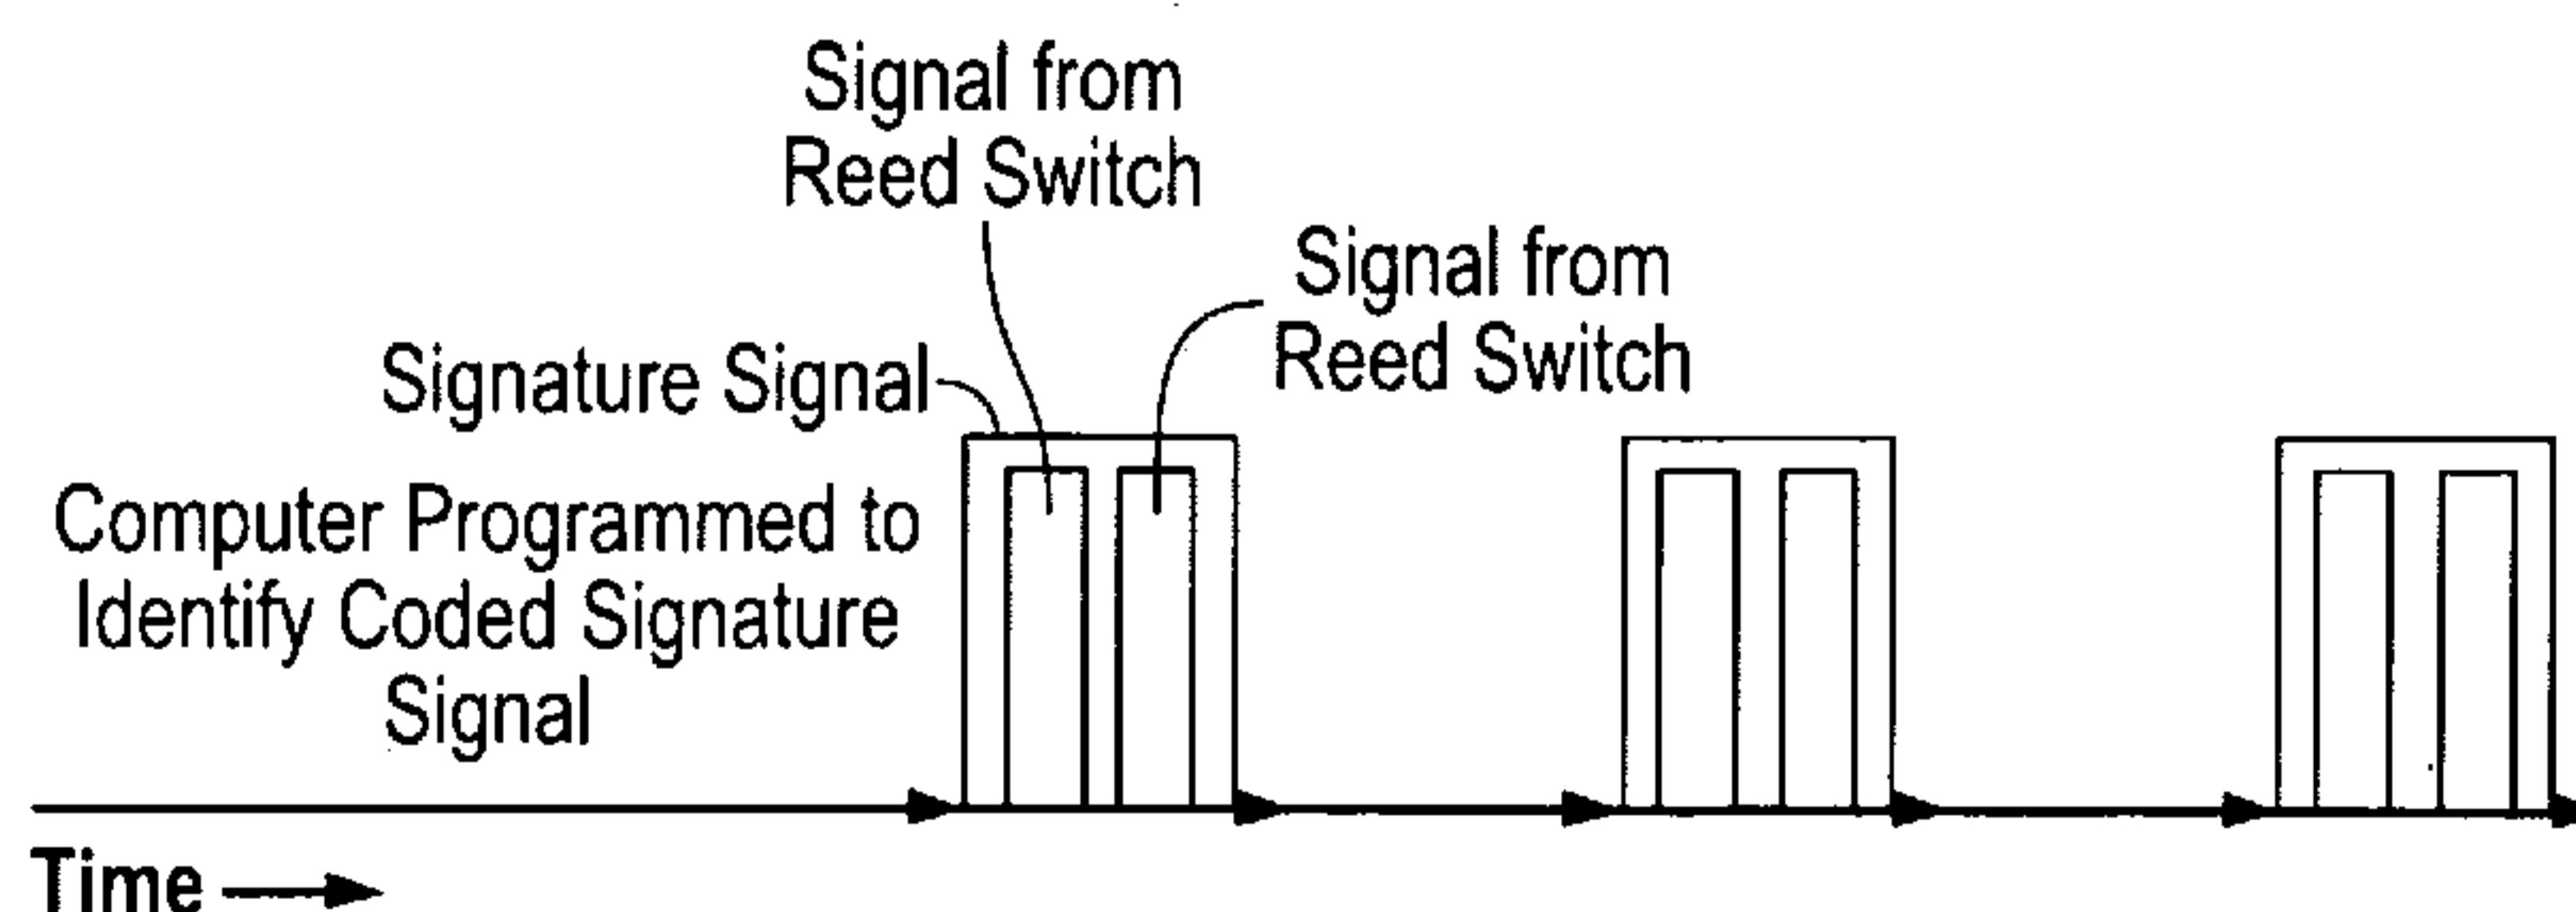 Signal from
Reed Switch
Signal from
Reed Switch
Signature Signal
Computer Programmed to
Identify Coded Signature
Signal
Time